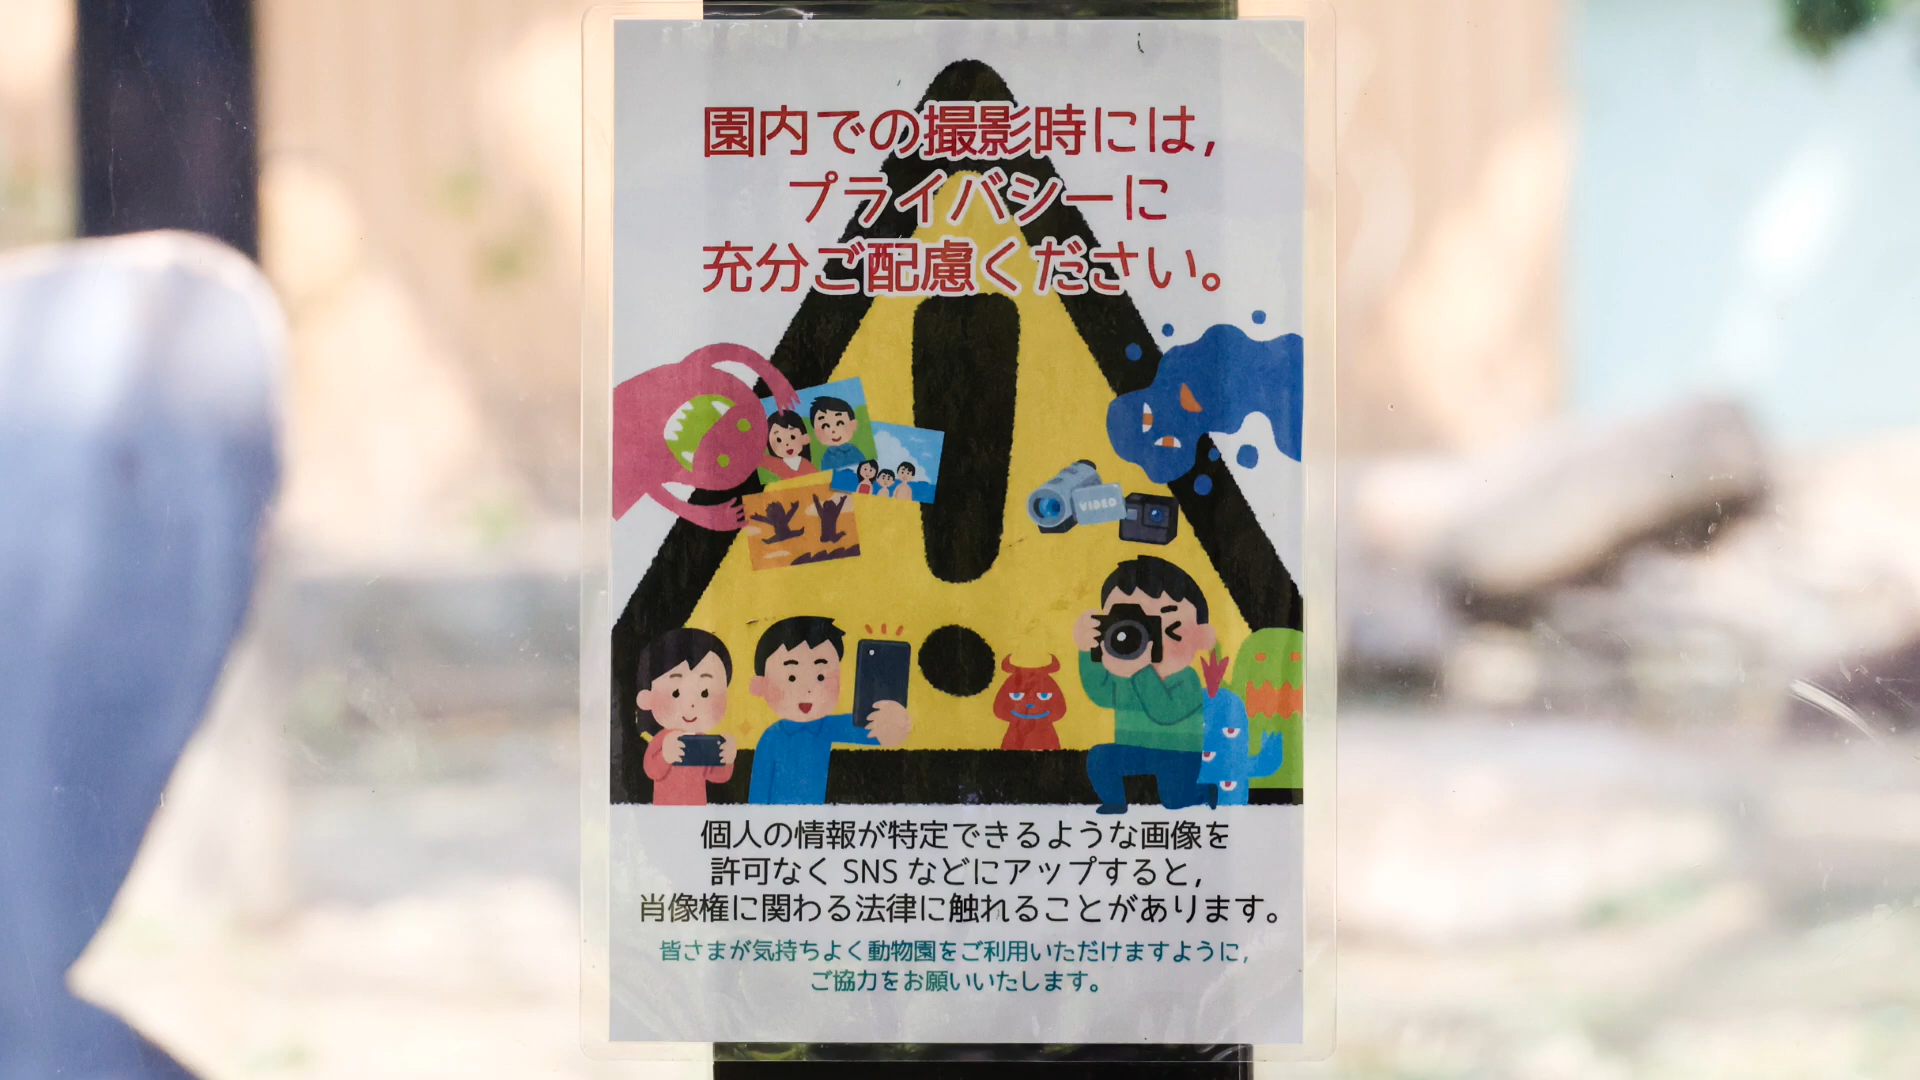 園内での撮影時には,
プライバシーに
充分ご配慮ください。
VIDEO
個人の情報が特定できるような画像を
許可なく SNS などにアップすると,
肖像権に関わる法律に触れることがあります。
皆さまが気持ちよく動物園をご利用いただけますように,
ご協力をお願いいたします。